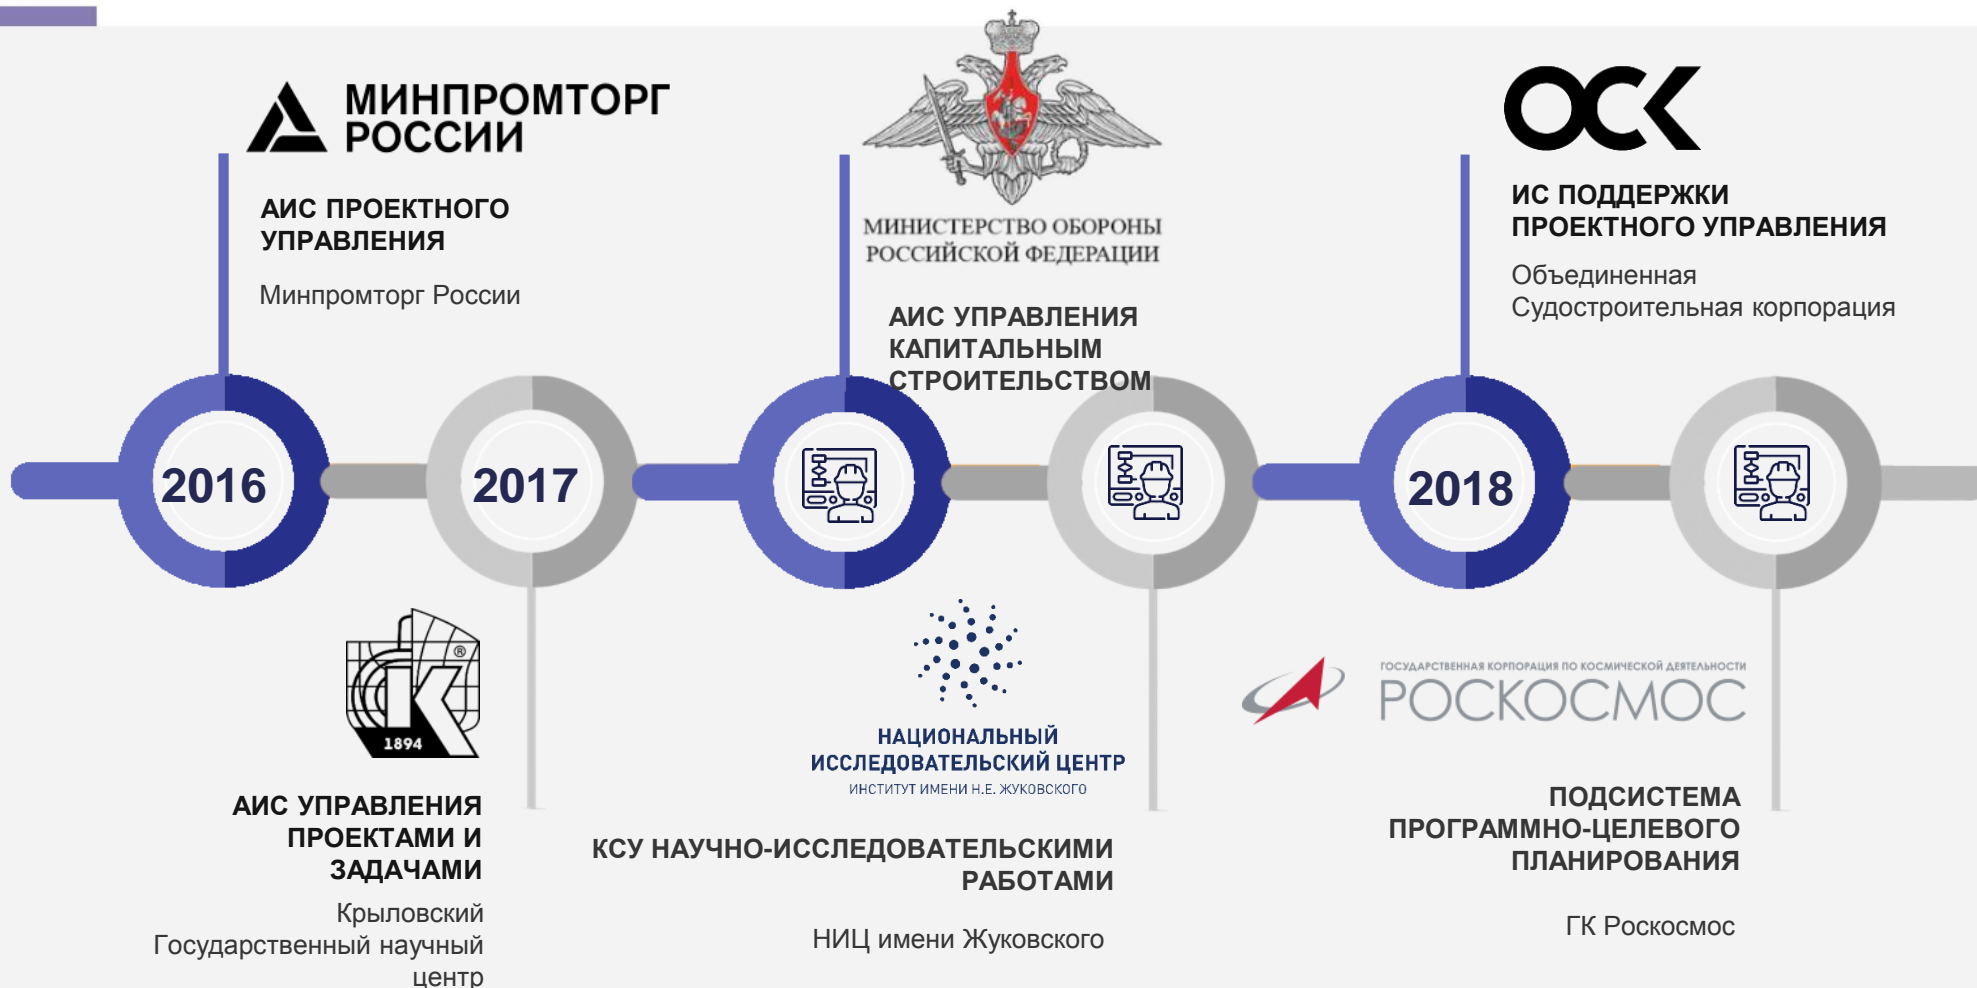 МИНПРОМТОРГ
РОССИИ
АИС ПРОЕКТНОГО
УПРАВЛЕНИЯ
Минпромторг России
МИНИСТЕРСТВО ОБОРОНЫ
РОССИЙСКОЙ ФЕДЕРАЦИИ
АИС УПРАВЛЕНИЯ
КАПИТАЛЬНЫМ
СТРОИТЕЛЬСТВОМ
ОСК
ИС ПОДДЕРЖКИ
ПРОЕКТНОГО УПРАВЛЕНИЯ
Объединенная
Судостроительная корпорация
2016
2017
2018
К
®
1894
АИС УПРАВЛЕНИЯ
ПРОЕКТАМИ И
ЗАДАЧАМИ
Крыловский
Государственный научный
центр
НАЦИОНАЛЬНЫЙ
ИССЛЕДОВАТЕЛЬСКИЙ ЦЕНТР
ИНСТИТУТ ИМЕНИ Н.Е. ЖУКОВСКОГО
КСУ НАУЧНО-ИССЛЕДОВАТЕЛЬСКИМИ
РАБОТАМИ
НИЦ имени Жуковского
ГОСУДАРСТВЕННАЯ КОРПОРАЦИЯ ПО КОСМИЧЕСКОЙ ДЕЯТЕЛЬНОСТИ
РОСКОСМОС
ПОДСИСТЕМА
ПРОГРАММНО-ЦЕЛЕВОГО
ПЛАНИРОВАНИЯ
ГК Роскосмос